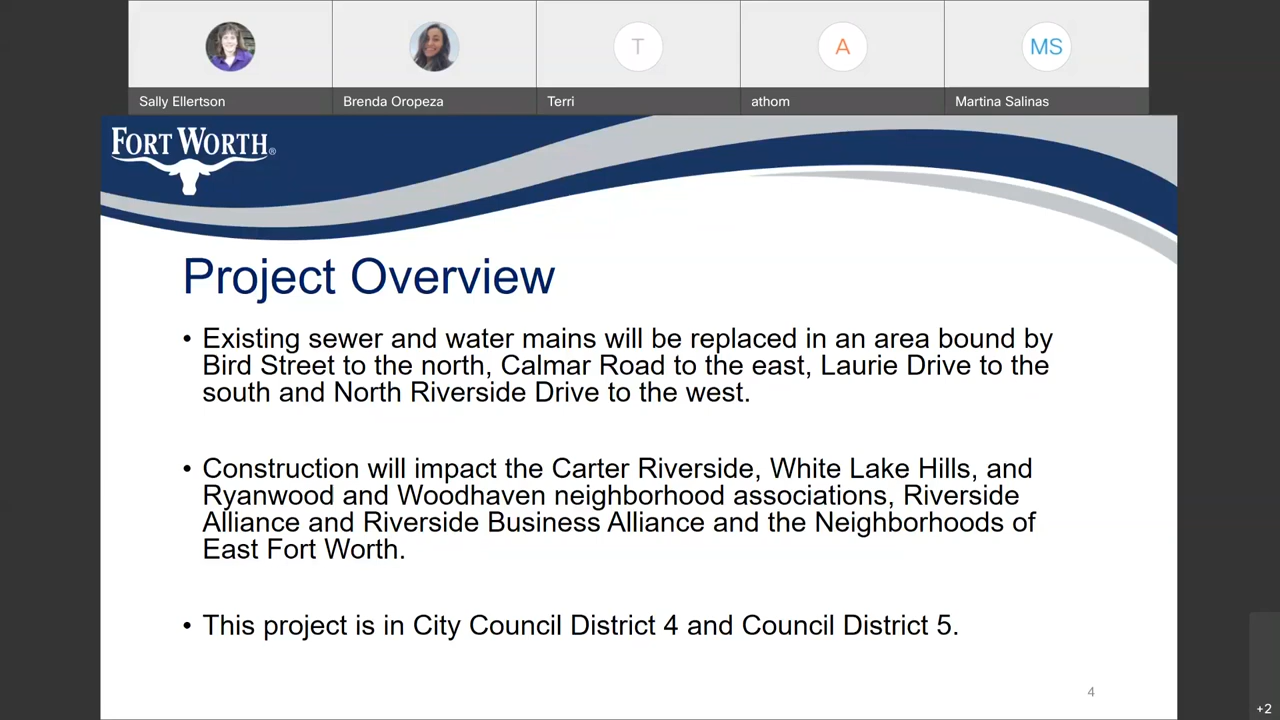 T
A
MS
Sally Ellertson
Brenda Oropeza
Terri
athom
Martina Salinas
FORT WORTH®
Project Overview
• Existing sewer and water mains will be replaced in an area bound by
Bird Street to the north, Calmar Road to the east, Laurie Drive to the
south and North Riverside Drive to the west.
• Construction will impact the Carter Riverside, White Lake Hills, and
Ryanwood and Woodhaven neighborhood associations, Riverside
Alliance and Riverside Business Alliance and the Neighborhoods of
East Fort Worth.
• This project is in City Council District 4 and Council District 5.
4
+2